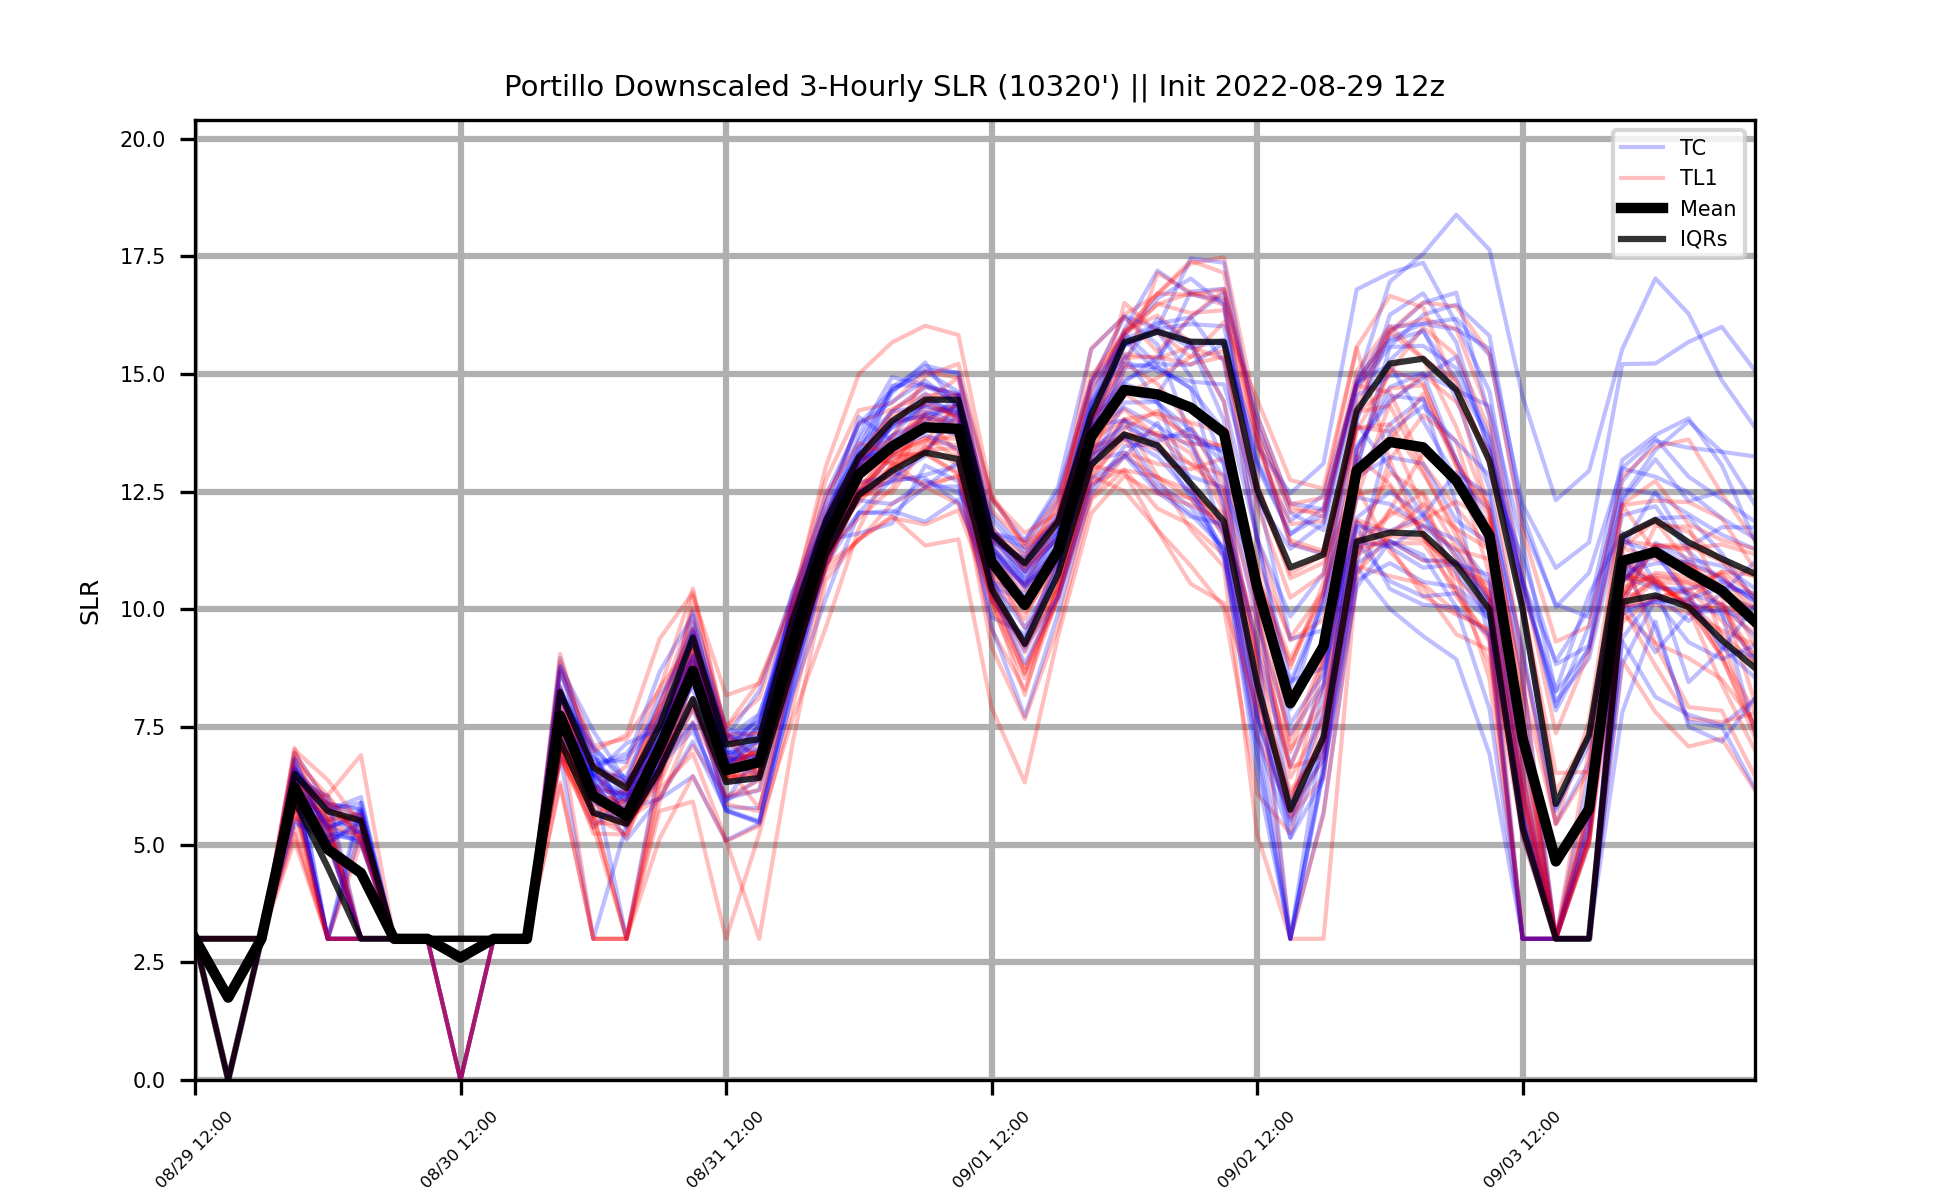 Portillo Downscaled 3-Hourly SLR (10320') || Init 2022-08-29 12z
TC
TL1
Mean
IQRs
SLR
20.0
17.5
15.0
12.5
10.0
7.5
5.0
2.5
0.0
08/29 12:00
08/30 12:00
08/31 12:00
09/01 12:00
09/02 12:00
09/03 12:00